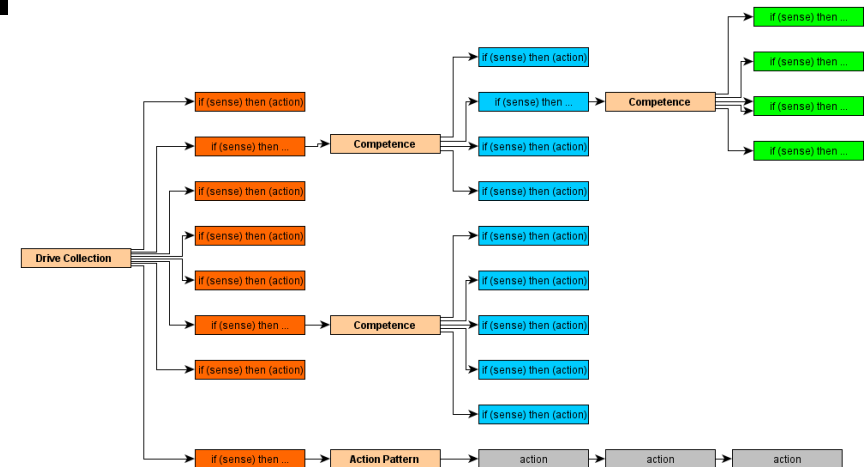 if (sense) then ...
if (sense) then (action)
if (sense) then ...
if (sense) then (action)
if (sense) then ...
Competence
if (sense) then ...
if (sense) then ...
Competence
if (sense) then (action)
if (sense) then ...
if (sense) then (action)
if (sense) then (action)
if (sense) then (action)
if (sense) then (action)
Drive Collection
if (sense) then (action)
if (sense) then (action)
if (sense) then ...
Competence
if (sense) then (action)
if (sense) then (action)
if (sense) then (action)
if (sense) then (action)
if (sense) then ...
Action Pattern
action
action
action